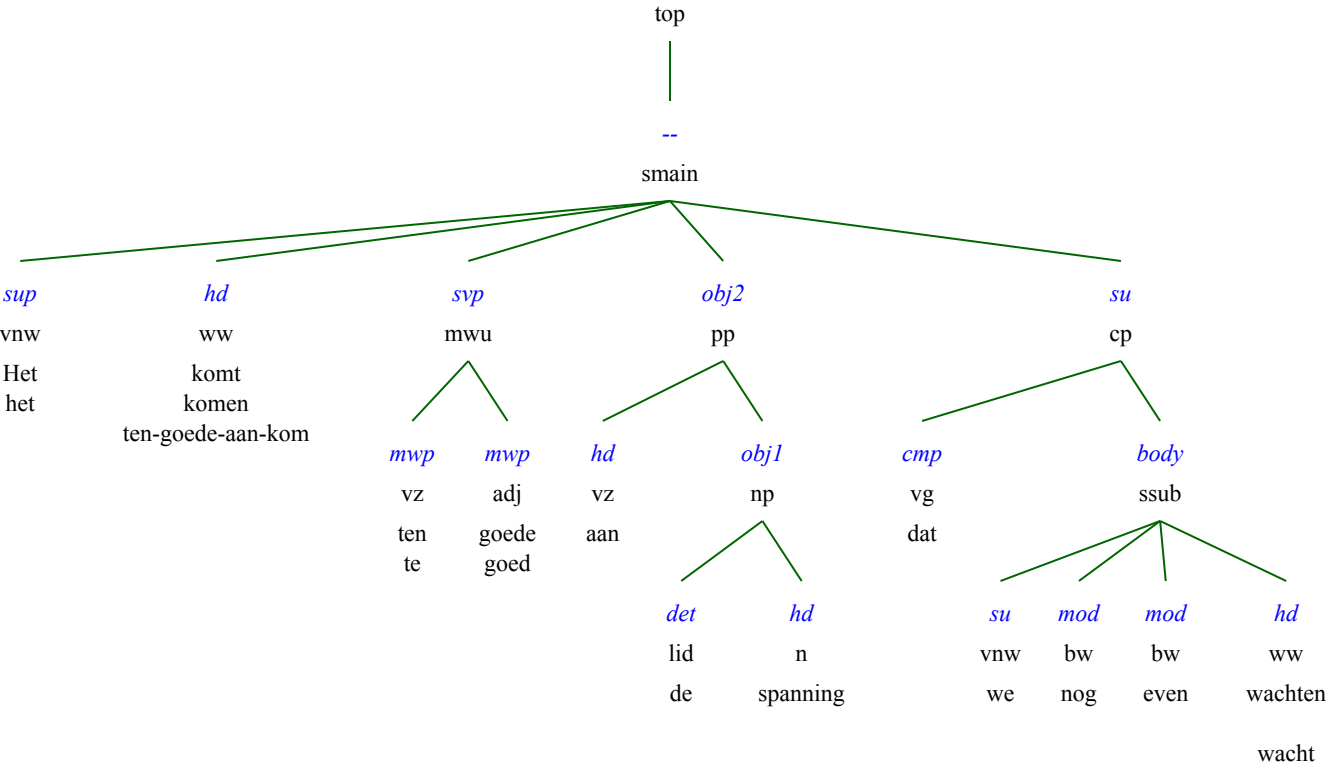 top
--
smain
sup hd svp obj2 su
vnw ww mwu pp cp
Het komt
het komen
ten-goede-aan-kom
mwp mwp hd obj1 cmp body
vz adj vz np vg ssub
ten goede aan dat
te goed
det hd su mod mod hd
lid n vnw bw bw ww
de spanning we nog even wachten
wacht